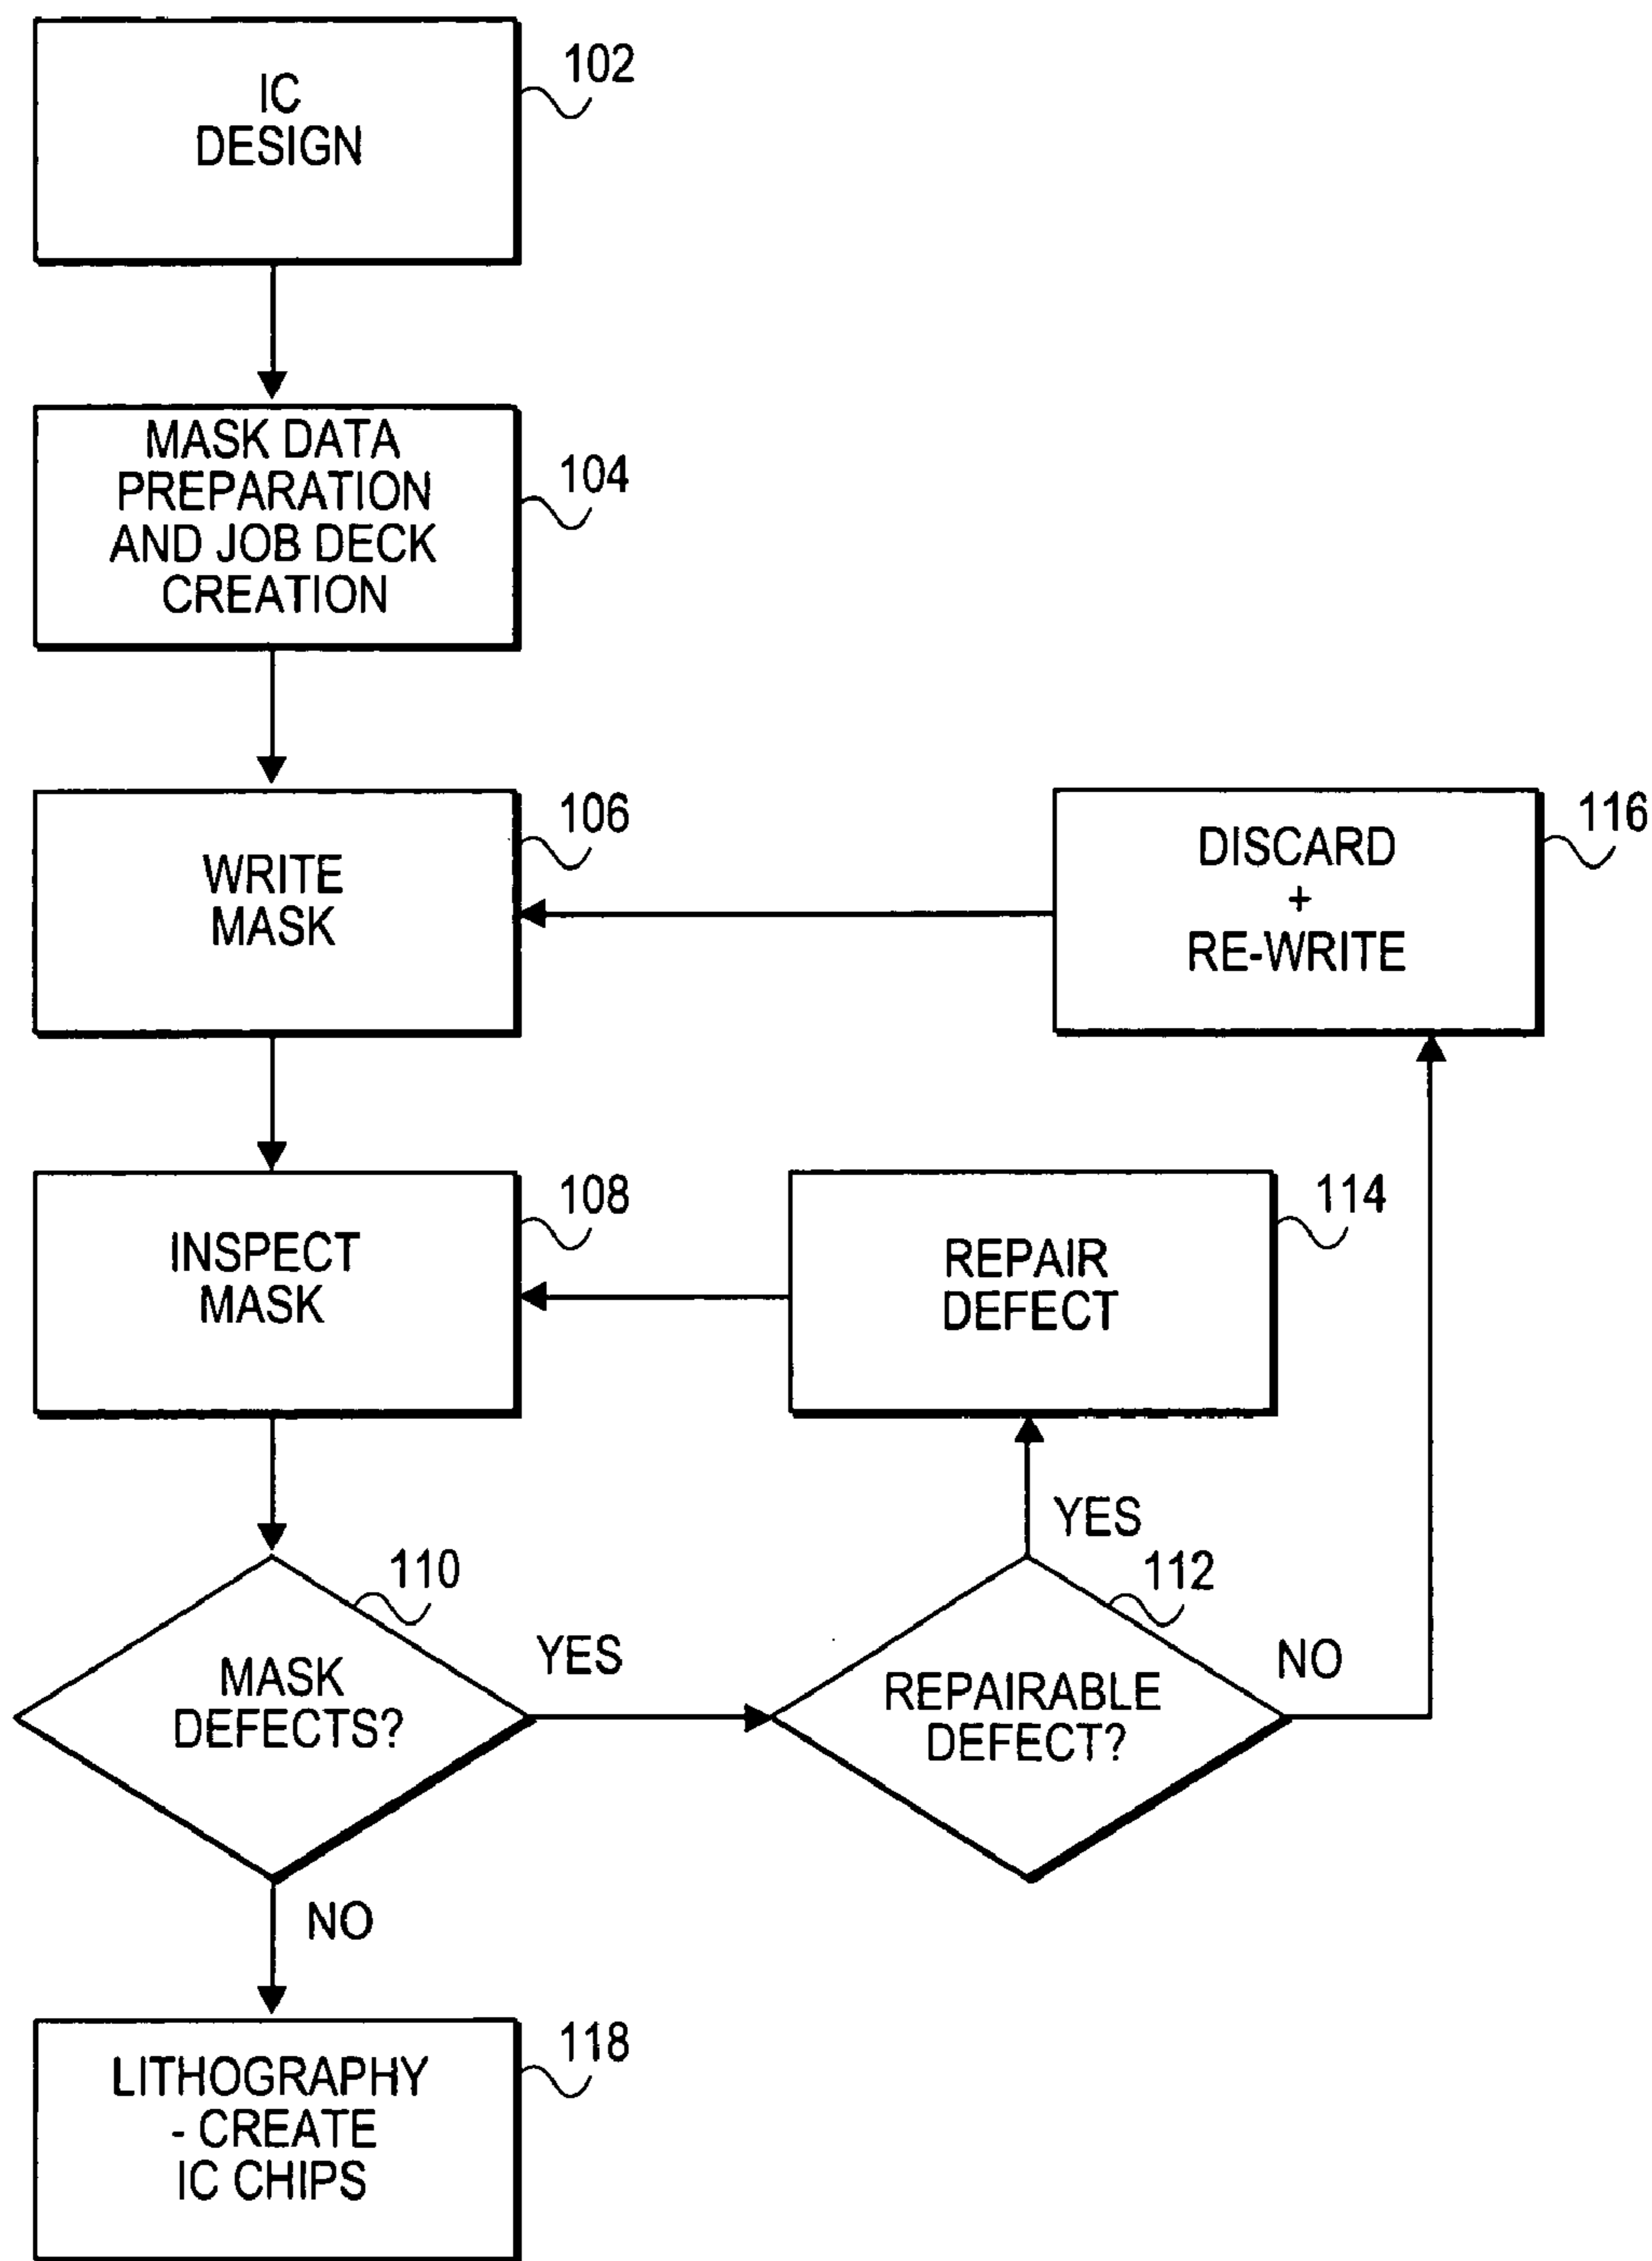 IC
DESIGN
102
MASK DATA
PREPARATION
AND JOB DECK
CREATION
104
WRITE
MASK
106
DISCARD
+
RE-WRITE
116
INSPECT
MASK
108
REPAIR
DEFECT
114
MASK
DEFECTS?
110
YES
REPAIRABLE
DEFECT?
112
YES
NO
NO
LITHOGRAPHY
- CREATE
IC CHIPS
118